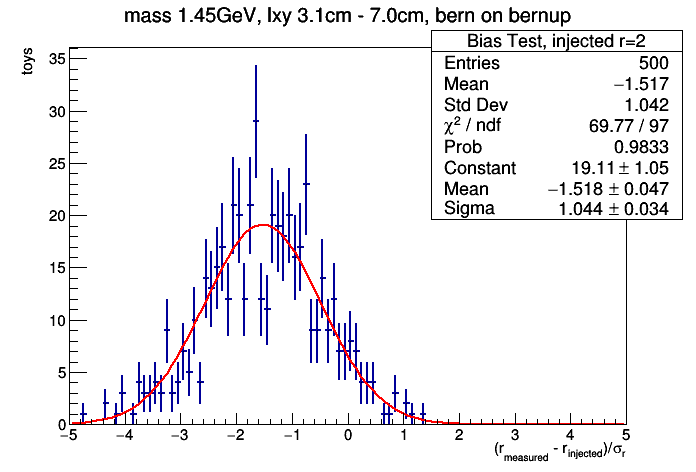 mass 1.45GeV, lxy 3.1cm - 7.0cm, bern on bernup
Bias Test, injected r=2
Entries 500
Mean −1.517
Std Dev 1.042
χ² / ndf 69.77 / 97
Prob 0.9833
Constant 19.11 ± 1.05
Mean −1.518 ± 0.047
Sigma 1.044 ± 0.034
toys
35
30
25
20
15
10
5
0
−5 −4 −3 −2 −1 0 1 2 3 4 5
(r_measured - r_injected)/σ_r